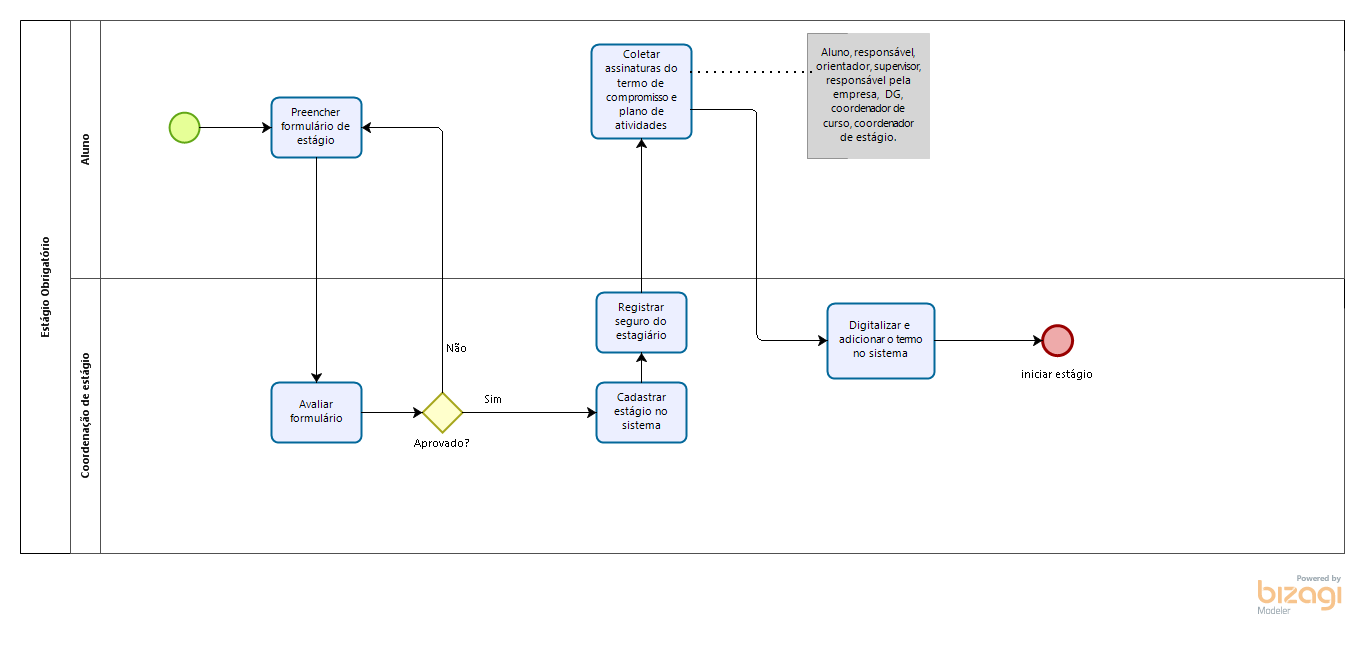 Estágio Obrigatório
Aluno
Preencher
formulário de
estágio
Coletar
assinaturas do
termo de
compromisso e
plano de
atividades
Aluno, responsável,
orientador, supervisor,
responsável pela
empresa, DG,
coordenador de
curso, coordenador
de estágio.
Coordenação de estágio
Avaliar
formulário
Não
Aprovado?
Sim
Registrar
seguro do
estagiário
Cadastrar
estágio no
sistema
Digitalizar e
adicionar o termo
no sistema
iniciar estágio
Powered by
bizagi
Modeler